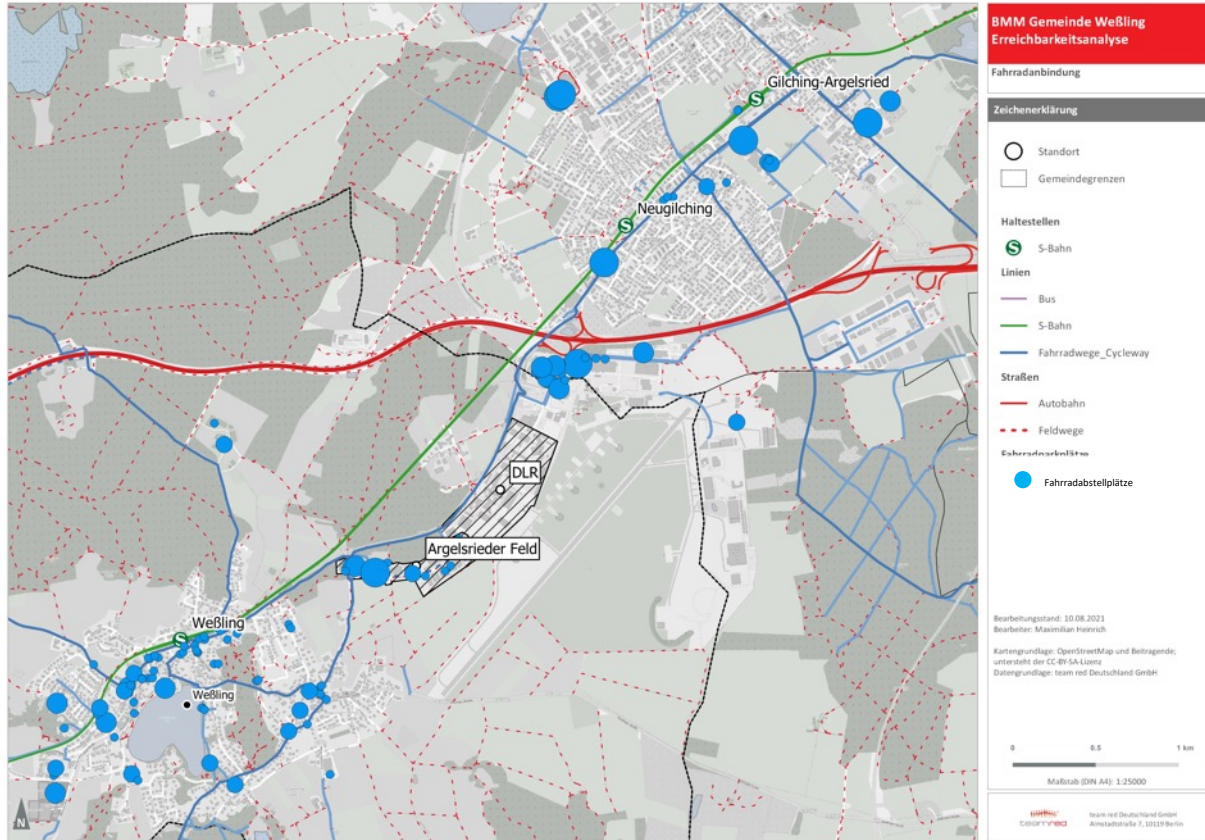 Gilching-Argelsried
S
Neugilching
S
DLR
Argelsrieder Feld
Weßling
S
Weßling
N
BMM Gemeinde Weßling
Erreichbarkeitsanalyse
Fahrradanbindung
Zeichenerklärung
Standort
Gemeindegrenzen
Haltestellen
S
S-Bahn
Linien
Bus
S-Bahn
Fahrradwege_Cycleway
Straßen
Autobahn
Feldwege
Fahrradparkplätze
Fahrradabstellplätze
Bearbeitungsstand: 10.08.2021
Bearbeiter: Maximilian Heinrich
Kartengrundlage: OpenStreetMap und Beitragende;
untersteht der CC-BY-SA-Lizenz
Datengrundlage: team red Deutschland GmbH
0 0.5 1 km
Maßstab (DIN A4): 1:25000
teamred
team red Deutschland GmbH
Almstadtstraße 7, 10119 Berlin